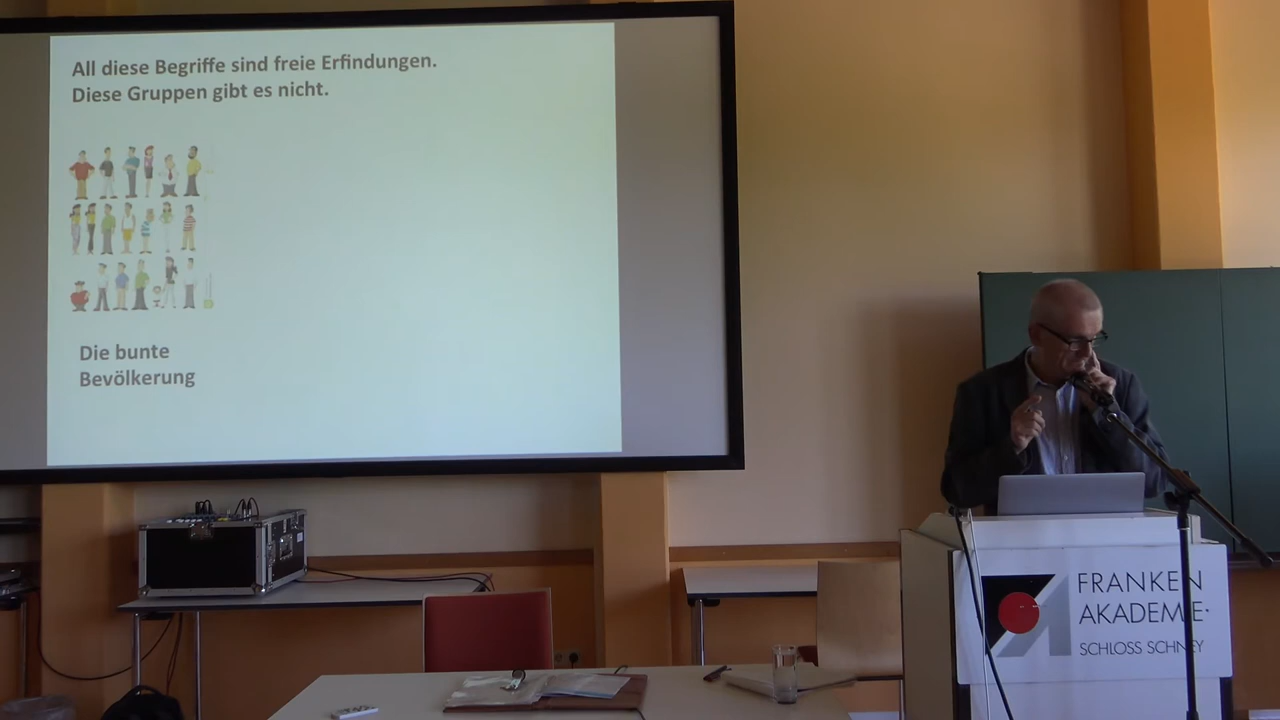 All diese Begriffe sind freie Erfindungen.
Diese Gruppen gibt es nicht.
Die bunte
Bevölkerung
FRANKEN
AKADEMIE
SCHLOSS SCHNEY